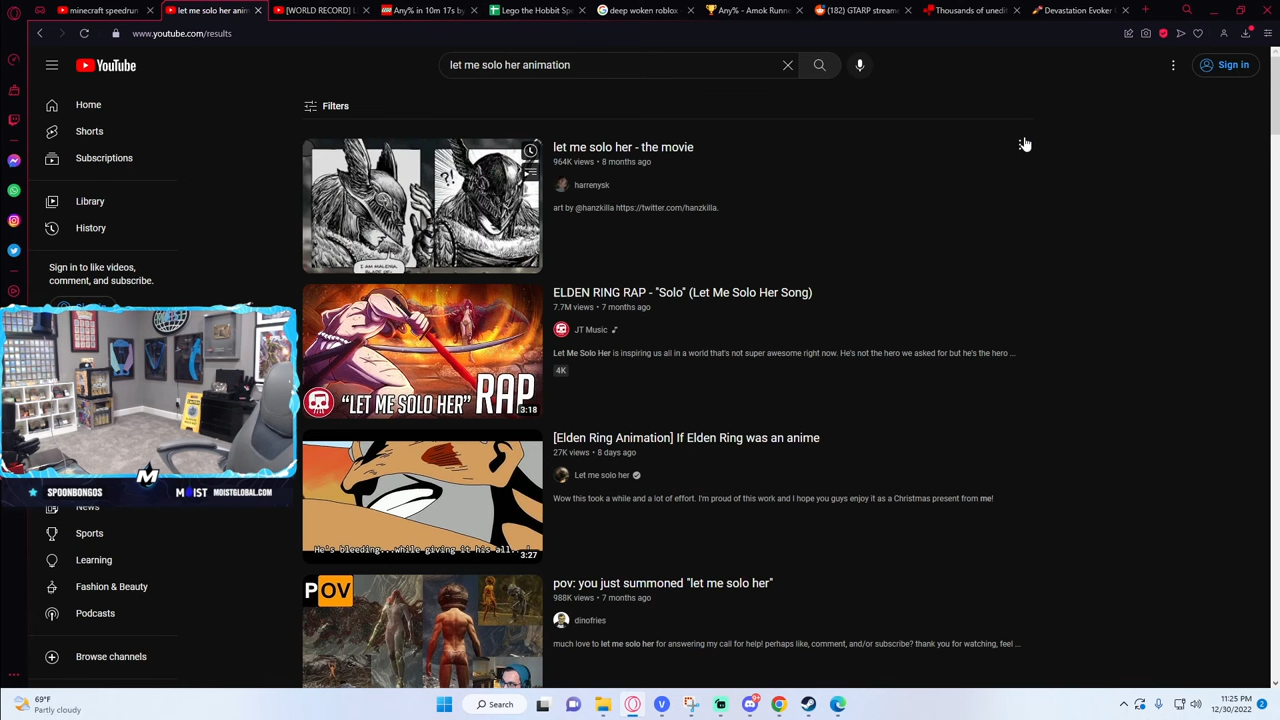 minecraft speedrun
let me solo her anim
[WORLD RECORD] L
Any% in 10m 17s b
Lego the Hobbit Spe
deep woken roblox
Any% - Amok Runne
(182) GTARP stream
Thousands of unedit
Devastation Evoker
www.youtube.com/results
YouTube
let me solo her animation
Sign in
Home
Shorts
Subscriptions
Library
History
Sign in to like videos,
comment, and subscribe.
SPOONBONGOS
MOIST MOISTGLOBAL.COM
News
Sports
Learning
Fashion & Beauty
Podcasts
Browse channels
Filters
let me solo her - the movie
964K views • 8 months ago
harrenysk
art by @hanzkilla https://twitter.com/hanzkilla.
I AM MALENIA,
BLADE OF
ELDEN RING RAP - "Solo" (Let Me Solo Her Song)
7.7M views • 7 months ago
JT Music
Let Me Solo Her is inspiring us all in a world that's not super awesome right now. He's not the hero we asked for but he's the hero ...
4K
"LET ME SOLO HER" RAP
3:18
[Elden Ring Animation] If Elden Ring was an anime
27K views • 8 days ago
Let me solo her
Wow this took a while and a lot of effort. I'm proud of this work and I hope you guys enjoy it as a Christmas present from me!
He's bleeding...while giving it his all.
3:27
pov: you just summoned "let me solo her"
988K views • 7 months ago
dinofries
much love to let me solo her for answering my call for help! perhaps like, comment, and/or subscribe? thank you for watching, feel ...
POV
69°F
Partly cloudy
Search
11:25 PM
12/30/2022
2